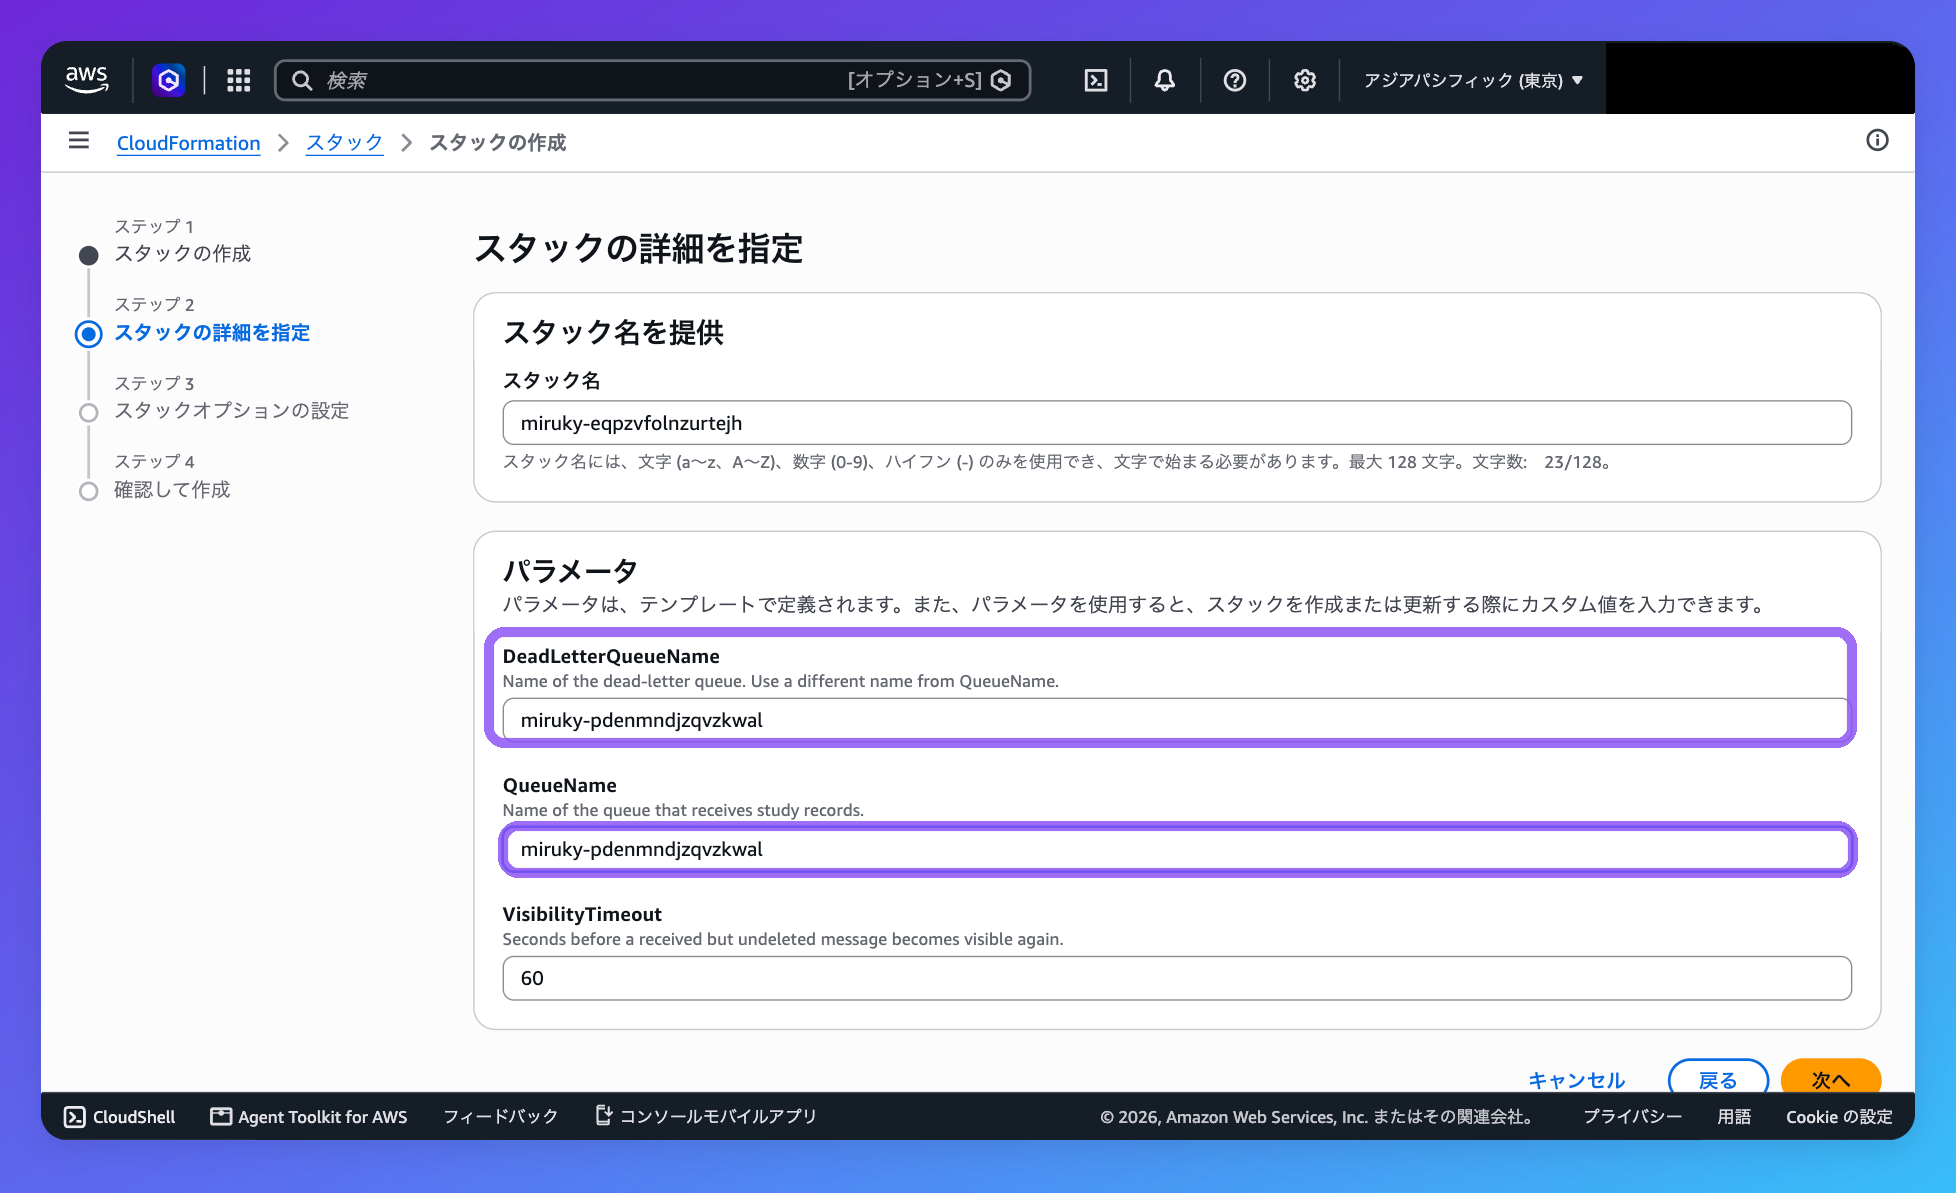 aws
検索
[オプション+S]
アジアパシフィック (東京)
CloudFormation
スタック
スタックの作成
ステップ 1
スタックの作成
ステップ 2
スタックの詳細を指定
ステップ 3
スタックオプションの設定
ステップ 4
確認して作成
スタックの詳細を指定
スタック名を提供
スタック名
miruky-eqpzvfolnzurtejh
スタック名には、文字 (a〜z、A〜Z)、数字 (0-9)、ハイフン (-) のみを使用でき、文字で始まる必要があります。最大 128 文字。文字数: 23/128。
パラメータ
パラメータは、テンプレートで定義されます。また、パラメータを使用すると、スタックを作成または更新する際にカスタム値を入力できます。
DeadLetterQueueName
Name of the dead-letter queue. Use a different name from QueueName.
miruky-pdenmndjzqvzkwal
QueueName
Name of the queue that receives study records.
miruky-pdenmndjzqvzkwal
VisibilityTimeout
Seconds before a received but undeleted message becomes visible again.
60
キャンセル
戻る
次へ
CloudShell
Agent Toolkit for AWS
フィードバック
コンソールモバイルアプリ
© 2026, Amazon Web Services, Inc. またはその関連会社。
プライバシー
用語
Cookie の設定